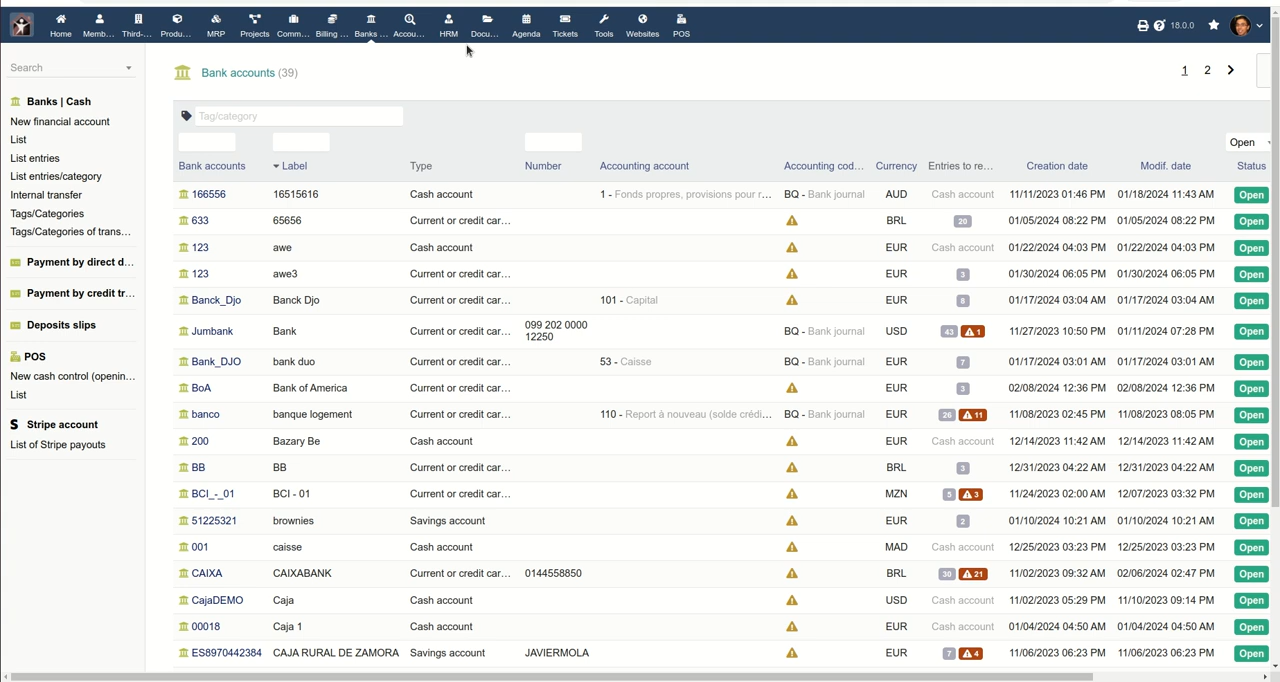 Home Memb... Third-... Produ... MRP Projects Comm... Billing ... Banks ... Accou... HRM Docu... Agenda Tickets Tools Websites POS 18.0.0
Search
Banks | Cash
New financial account
List
List entries
List entries/category
Internal transfer
Tags/Categories
Tags/Categories of trans...
Payment by direct d...
Payment by credit tr...
Deposits slips
POS
New cash control (openin...
List
Stripe account
List of Stripe payouts
Bank accounts (39)
1 2
Tag/category
Open
Bank accounts Label Type Number Accounting account Accounting cod... Currency Entries to re... Creation date Modif. date Status
166556 16515616 Cash account 1 - Fonds propres, provisions pour r... BQ - Bank journal AUD Cash account 11/11/2023 01:46 PM 01/18/2024 11:43 AM Open
633 65656 Current or credit car... BRL 20 01/05/2024 08:22 PM 01/05/2024 08:22 PM Open
123 awe Cash account EUR Cash account 01/22/2024 04:03 PM 01/22/2024 04:03 PM Open
123 awe3 Current or credit car... EUR 3 01/30/2024 06:05 PM 01/30/2024 06:05 PM Open
Banck_Djo Banck Djo Current or credit car... 101 - Capital EUR 8 01/17/2024 03:04 AM 01/17/2024 03:04 AM Open
Jumbank Bank Current or credit car... 099 202 0000 12250 BQ - Bank journal USD 43 1 11/27/2023 10:50 PM 01/11/2024 07:28 PM Open
Bank_DJO bank duo Current or credit car... 53 - Caisse BQ - Bank journal EUR 7 01/17/2024 03:01 AM 01/17/2024 03:01 AM Open
BoA Bank of America Current or credit car... EUR 3 02/08/2024 12:36 PM 02/08/2024 12:36 PM Open
banco banque logement Current or credit car... 110 - Report à nouveau (solde crédi... BQ - Bank journal EUR 26 11 11/08/2023 02:45 PM 11/08/2023 08:05 PM Open
200 Bazary Be Cash account EUR Cash account 12/14/2023 11:42 AM 12/14/2023 11:42 AM Open
BB BB Current or credit car... BRL 3 12/31/2023 04:22 AM 12/31/2023 04:22 AM Open
BCI_-_01 BCI - 01 Current or credit car... MZN 5 3 11/24/2023 02:00 AM 12/07/2023 03:32 PM Open
51225321 brownies Savings account EUR 2 01/10/2024 10:21 AM 01/10/2024 10:21 AM Open
001 caisse Cash account MAD Cash account 12/25/2023 03:23 PM 12/25/2023 03:23 PM Open
CAIXA CAIXABANK Current or credit car... 0144558850 BRL 30 21 11/02/2023 09:32 AM 02/06/2024 02:47 PM Open
CajaDEMO Caja Cash account USD Cash account 11/02/2023 05:29 PM 11/10/2023 09:14 PM Open
00018 Caja 1 Cash account EUR Cash account 01/04/2024 04:50 AM 01/04/2024 04:50 AM Open
ES8970442384 CAJA RURAL DE ZAMORA Savings account JAVIERMOLA EUR 7 4 11/06/2023 06:23 PM 11/06/2023 06:23 PM Open